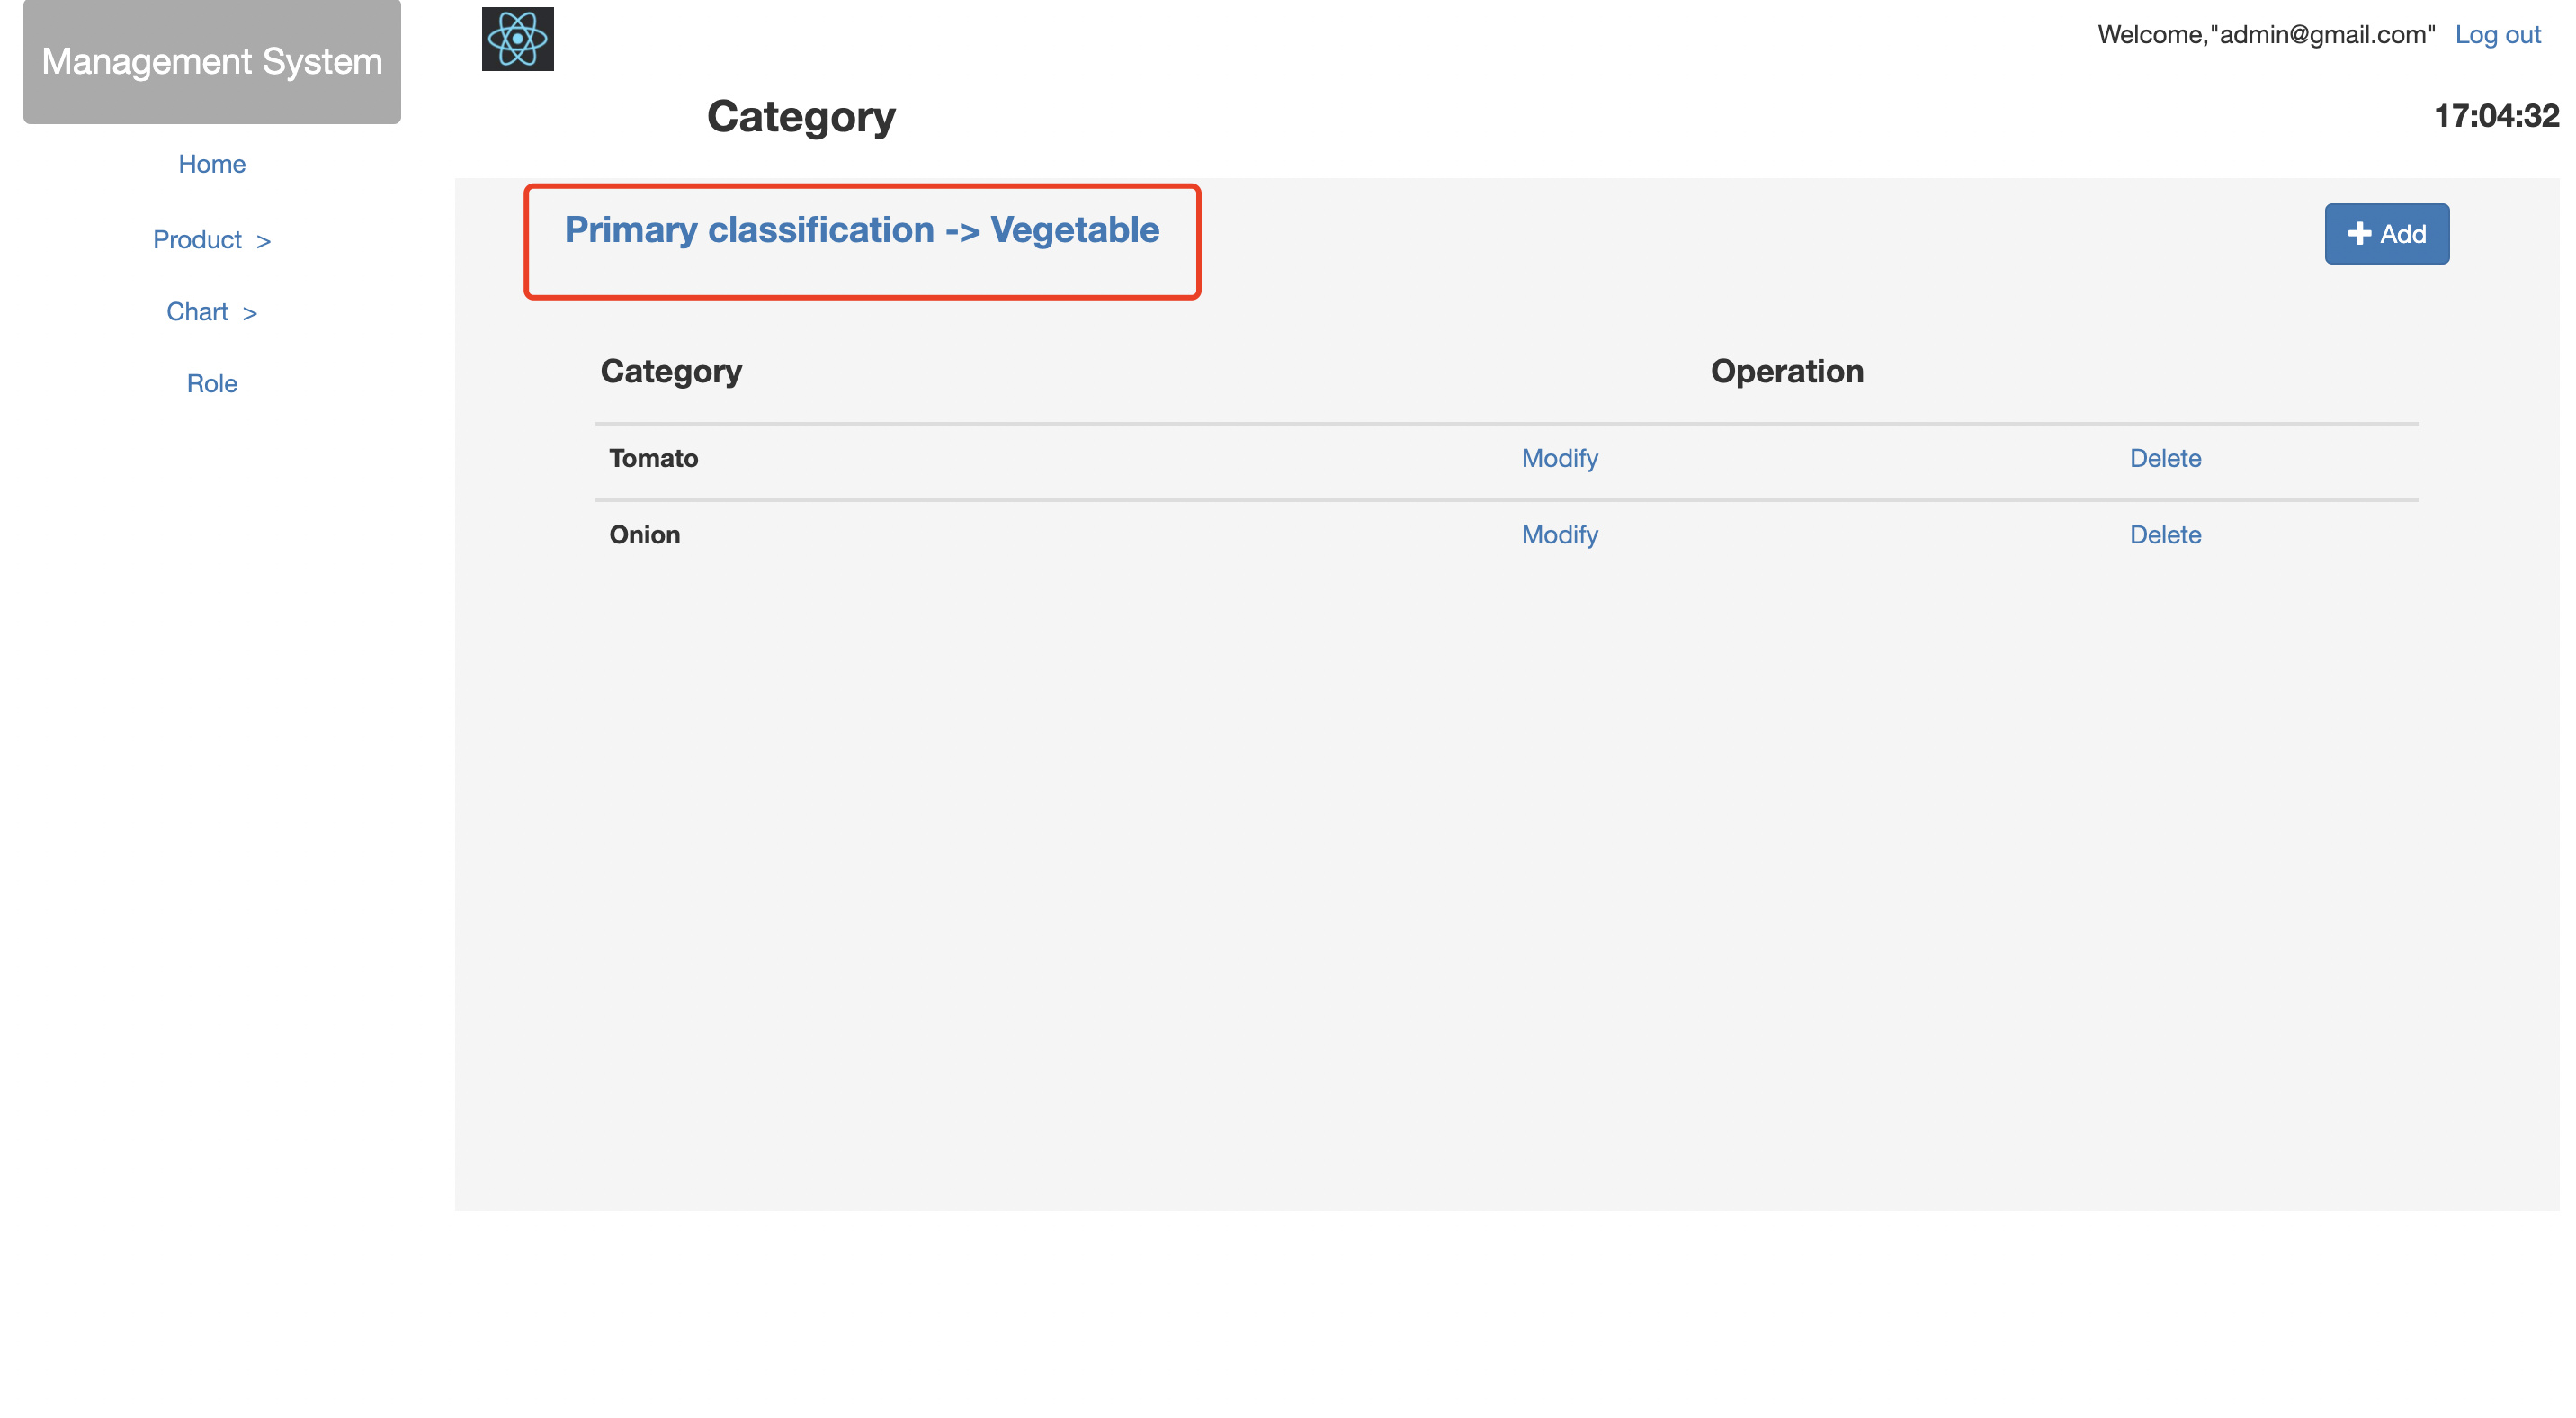 Management System
Welcome,"admin@gmail.com" Log out
Category
17:04:32
Home
Product >
Chart >
Role
Primary classification -> Vegetable
Add
Category Operation
Tomato Modify Delete
Onion Modify Delete